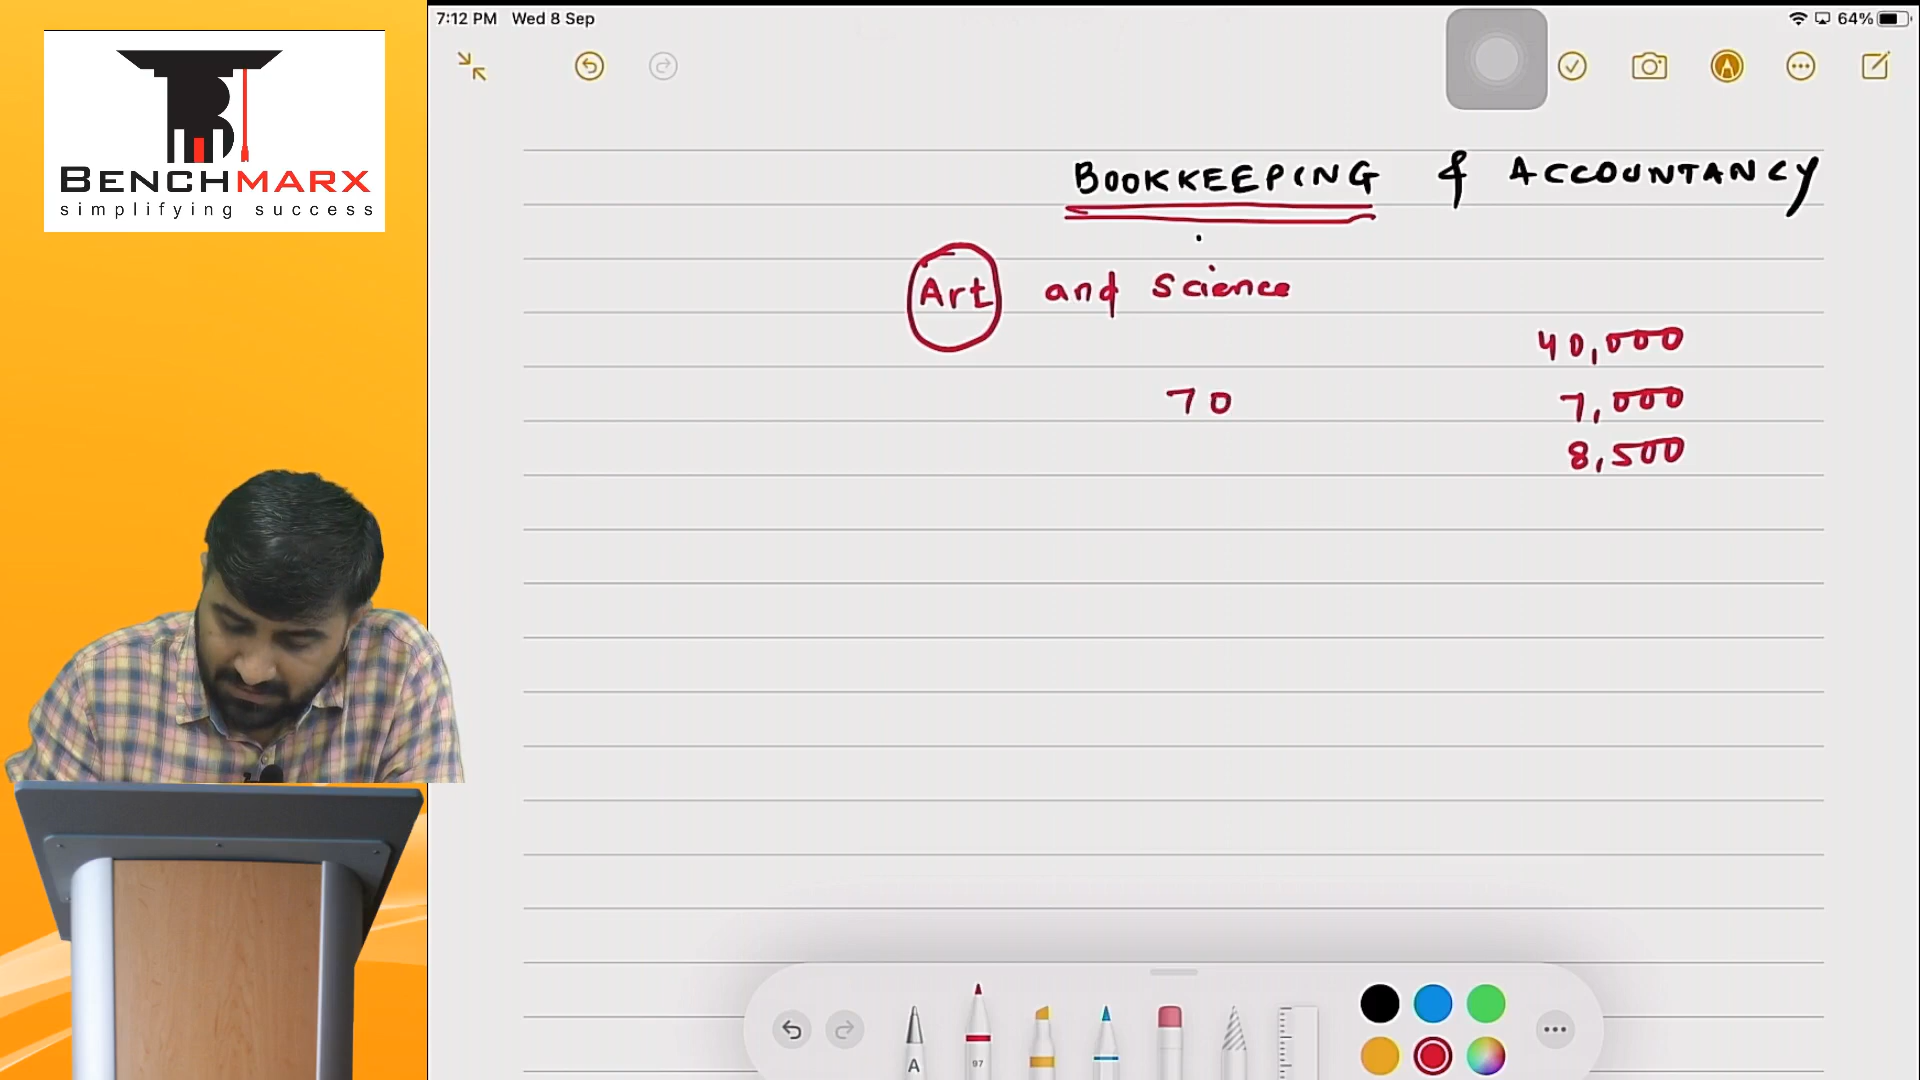 7:12 PM Wed 8 Sep
64%
BENCHMARX
simplifying success
BOOKKEEPING & ACCOUNTANCY
Art and Science
40,000
70 7,000
8,500
A 97